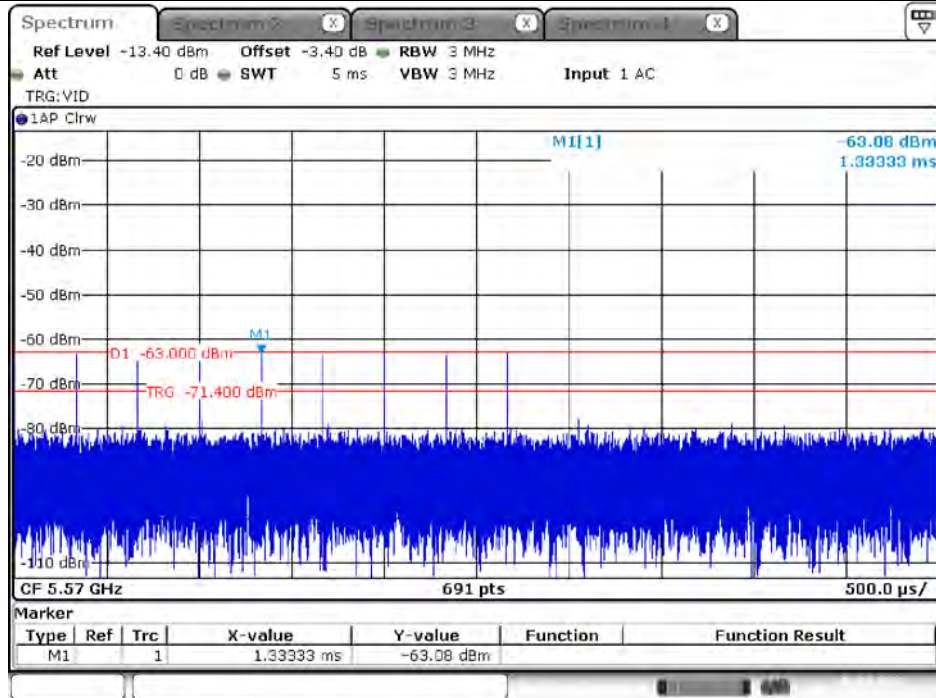 Spectrum Spectrum 2 X Spectrum 3 X Spectrum 4 X
Ref Level -13.40 dBm Offset -3.40 dB RBW 3 MHz
Att 0 dB SWT 5 ms VBW 3 MHz Input 1 AC
TRG:VID
1AP Clrw
M1[1] -63.08 dBm
1.33333 ms
-20 dBm
-30 dBm
-40 dBm
-50 dBm
-60 dBm
M1
D1 -63.000 dBm
-70 dBm
TRG -71.400 dBm
-80 dBm
-110 dBm
CF 5.57 GHz 691 pts 500.0 µs/
Marker
Type Ref Trc X-value Y-value Function Function Result
M1 1 1.33333 ms -63.08 dBm